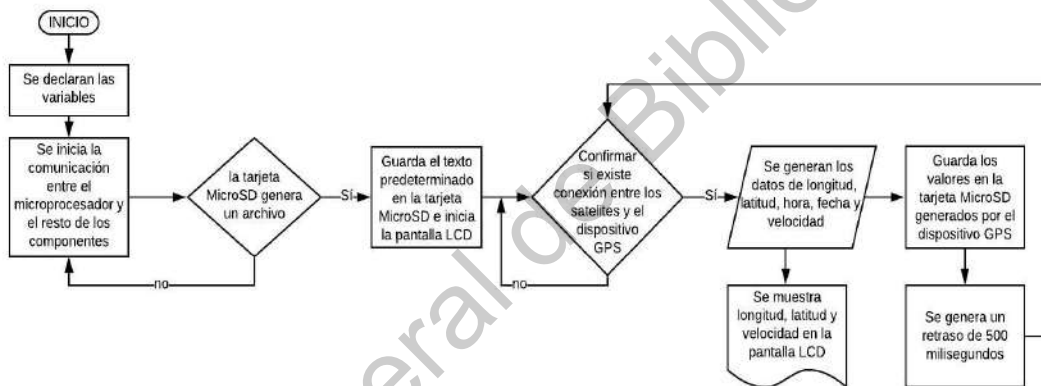 INICIO
Se declaran las
variables
Se inicia la
comunicación
entre el
microprocesador y
el resto de los
componentes
la tarjeta
MicroSD genera
un archivo
no
Sí
Guarda el texto
predeterminado
en la tarjeta
MicroSD e inicia
la pantalla LCD
Confirmar
si existe
conexión entre los
satelites y el
dispositivo
GPS
no
Sí
Se generan los
datos de longitud,
latitud, hora, fecha y
velocidad
Se muestra
longitud, latitud y
velocidad en la
pantalla LCD
Guarda los
valores en la
tarjeta MicroSD
generados por el
dispositivo GPS
Se genera un
retraso de 500
milisegundos
eral de Biblio